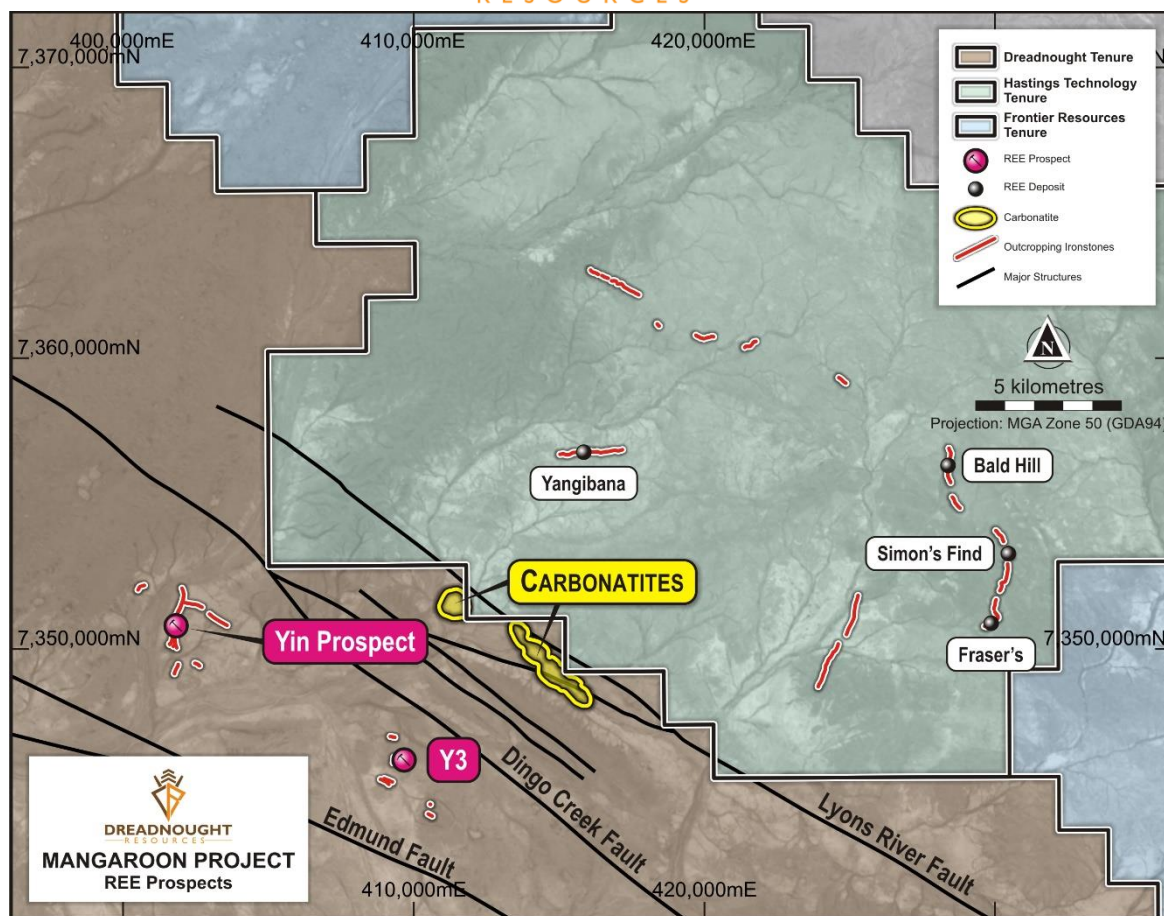 RESOURCES
400,000mE
410,000mE
420,000mE
7,370,000mN
Dreadnought Tenure
Hastings Technology
Tenure
Frontier Resources
Tenure
REE Prospect
REE Deposit
Carbonatite
Outcropping Ironstones
Major Structures
7,360,000mN
N
5 kilometres
Projection: MGA Zone 50 (GDA94)
Yangibana
Bald Hill
Simon's Find
CARBONATITES
7,350,000mN
Yin Prospect
7,350,000mN
Fraser's
Y3
Dingo Creek Fault
Lyons River Fault
Edmund Fault
DREADNOUGHT
RESOURCES
MANGAROON PROJECT
REE Prospects
410,000mE
420,000mE